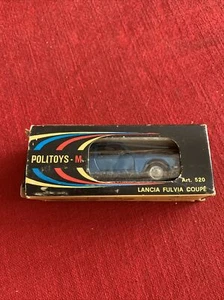 POLITOYS-M
Art. 520
LANCIA FULVIA COUPÉ